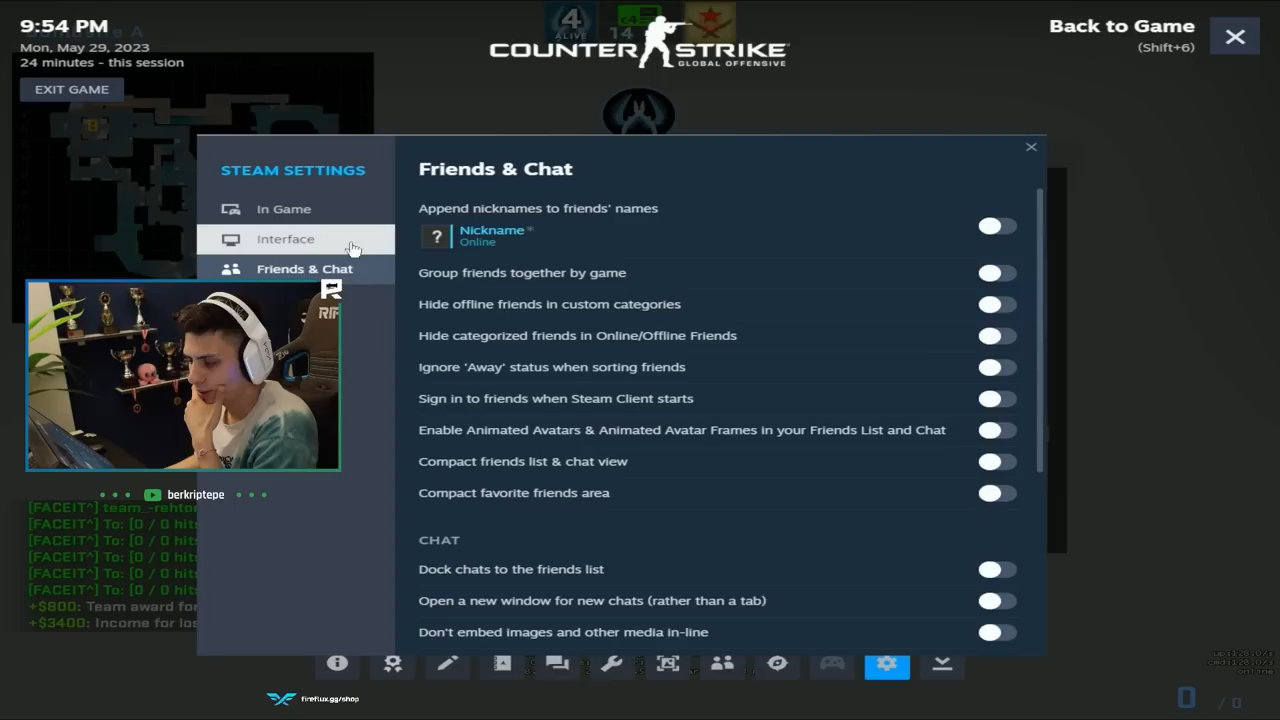 9:54 PM
Mon, May 29, 2023
24 minutes - this session
EXIT GAME
4
ALIVE
14
COUNTER STRIKE
GLOBAL OFFENSIVE
Back to Game
(Shift+6)
STEAM SETTINGS
In Game
Interface
Friends & Chat
Friends & Chat
Append nicknames to friends' names
?
Nickname *
Online
Group friends together by game
Hide offline friends in custom categories
Hide categorized friends in Online/Offline Friends
Ignore 'Away' status when sorting friends
Sign in to friends when Steam Client starts
Enable Animated Avatars & Animated Avatar Frames in your Friends List and Chat
Compact friends list & chat view
Compact favorite friends area
CHAT
Dock chats to the friends list
Open a new window for new chats (rather than a tab)
Don't embed images and other media in-line
berkriptepe
[FACEIT^] To: [0 / 0 hits
[FACEIT^] To: [0 / 0 hits
[FACEIT^] To: [0 / 0 hits
[FACEIT^] To: [0 / 0 hits
[FACEIT^] To: [0 / 0 hits
+$800: Team award for
+$3400: Income for los
fireflux.gg/shop
0 / 0